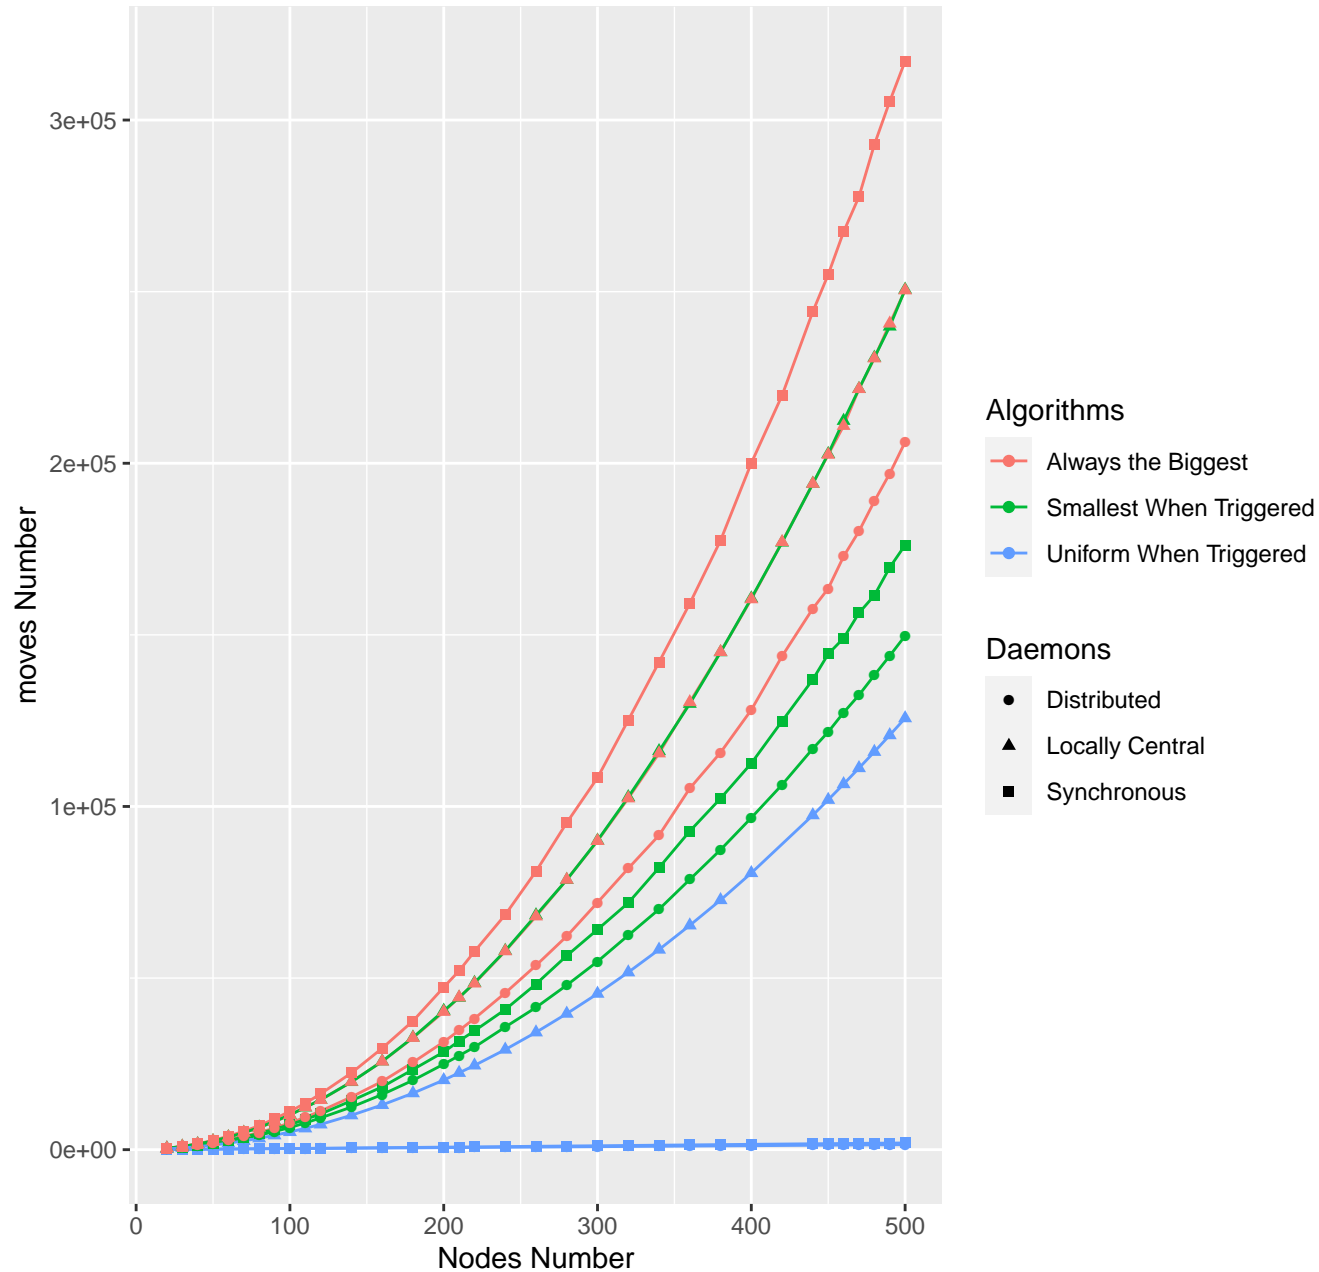 moves Number
3e+05
2e+05
1e+05
0e+00
0 100 200 300 400 500
Nodes Number
Algorithms
Always the Biggest
Smallest When Triggered
Uniform When Triggered
Daemons
Distributed
Locally Central
Synchronous